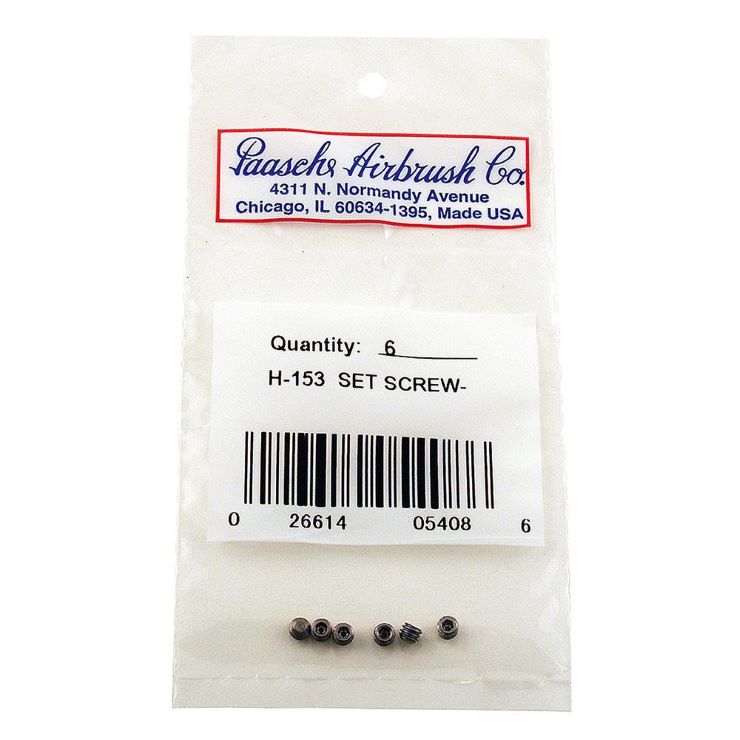 Paasche Airbrush Co.
4311 N. Normandy Avenue
Chicago, IL 60634-1395, Made USA
Quantity: 6
H-153 SET SCREW-
0 26614 05408 6